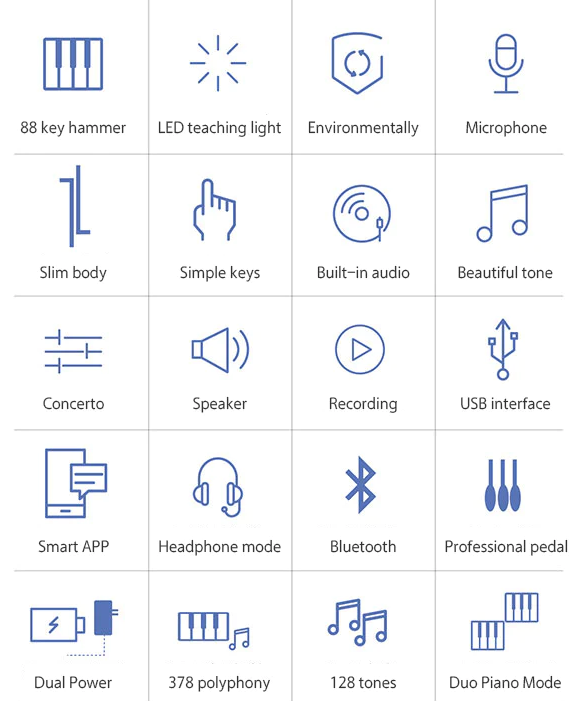 88 key hammer
LED teaching light
Environmentally
Microphone
Slim body
Simple keys
Built-in audio
Beautiful tone
Concerto
Speaker
Recording
USB interface
Smart APP
Headphone mode
Bluetooth
Professional pedal
Dual Power
378 polyphony
128 tones
Duo Piano Mode